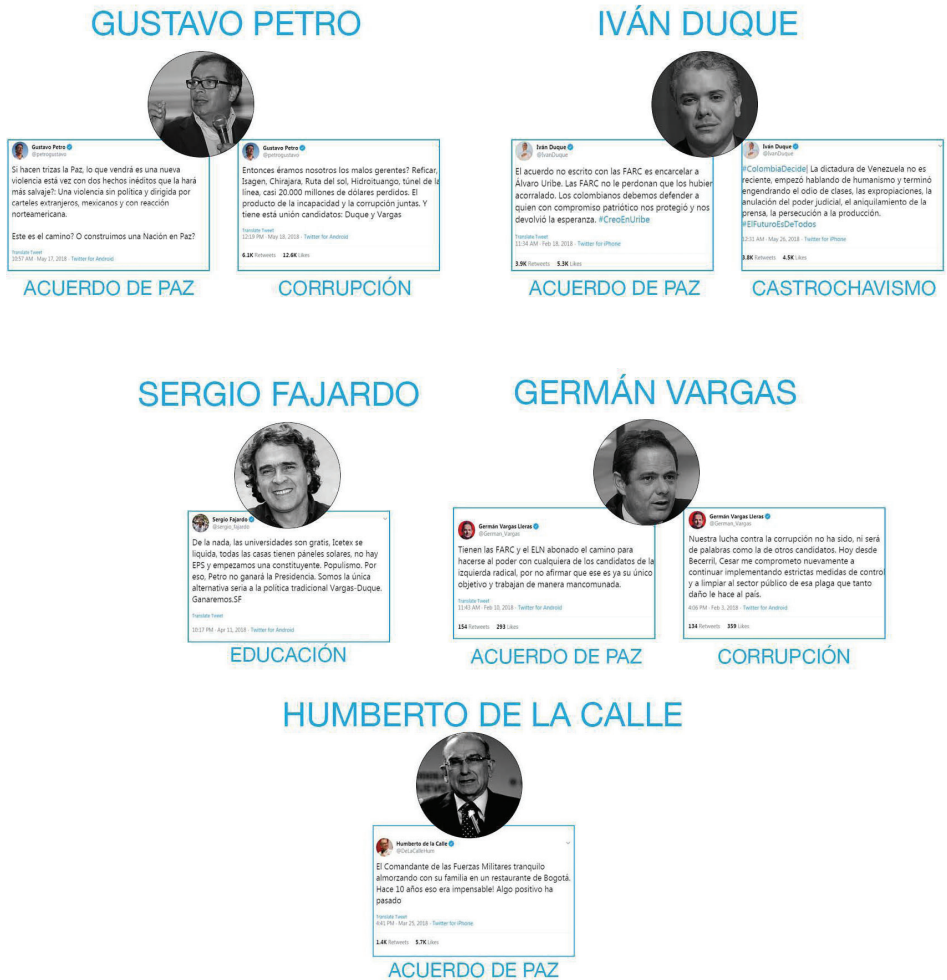 GUSTAVO PETRO
Gustavo Petro
@petrogustavo
Si hacen trizas la Paz, lo que vendrá es una nueva
violencia está vez con dos hechos inéditos que la hará
más salvaje?: Una violencia sin política y dirigida por
carteles extranjeros, mexicanos y con reacción
norteamericana.
Este es el camino? O construimos una Nación en Paz?
Translate Tweet
10:57 AM · May 17, 2018 · Twitter for Android
ACUERDO DE PAZ
Gustavo Petro
@petrogustavo
Entonces éramos nosotros los malos gerentes? Reficar,
Isagen, Chirajara, Ruta del sol, Hidroituango, túnel de la
línea, casi 20.000 millones de dólares perdidos. El
producto de la incapacidad y la corrupción juntas. Y
tiene está unión candidatos: Duque y Vargas
Translate Tweet
12:19 PM · May 18, 2018 · Twitter for Android
6.1K Retweets 12.6K Likes
CORRUPCIÓN
IVÁN DUQUE
Iván Duque
@IvanDuque
El acuerdo no escrito con las FARC es encarcelar a
Álvaro Uribe. Las FARC no le perdonan que los hubier
acorralado. Los colombianos debemos defender a
quien con compromiso patriótico nos protegió y nos
devolvió la esperanza. #CreoEnUribe
Translate Tweet
11:34 AM · Feb 18, 2018 · Twitter for iPhone
3.9K Retweets 5.3K Likes
ACUERDO DE PAZ
Iván Duque
@IvanDuque
#ColombiaDecide| La dictadura de Venezuela no es
reciente, empezó hablando de humanismo y terminó
engendrando el odio de clases, las expropiaciones, la
anulación del poder judicial, el aniquilamiento de la
prensa, la persecución a la producción.
#ElFuturoEsDeTodos
12:31 AM · May 26, 2018 · Twitter for iPhone
3.8K Retweets 4.5K Likes
CASTROCHAVISMO
SERGIO FAJARDO
Sergio Fajardo
@sergio_fajardo
De la nada, las universidades son gratis, Icetex se
liquida, todas las casas tienen páneles solares, no hay
EPS y empezamos una constituyente. Populismo. Por
eso, Petro no ganará la Presidencia. Somos la única
alternativa seria a la política tradicional Vargas-Duque.
Ganaremos.SF
Translate Tweet
10:17 PM · Apr 11, 2018 · Twitter for Android
EDUCACIÓN
GERMÁN VARGAS
Germán Vargas Lleras
@German_Vargas
Tienen las FARC y el ELN abonado el camino para
hacerse al poder con cualquiera de los candidatos de la
izquierda radical, por no afirmar que ese es ya su único
objetivo y trabajan de manera mancomunada.
Translate Tweet
11:43 AM · Feb 10, 2018 · Twitter for Android
154 Retweets 293 Likes
ACUERDO DE PAZ
Germán Vargas Lleras
@German_Vargas
Nuestra lucha contra la corrupción no ha sido, ni será
de palabras como la de otros candidatos. Hoy desde
Becerril, Cesar me comprometo nuevamente a
continuar implementando estrictas medidas de control
y a limpiar al sector público de esa plaga que tanto
daño le hace al país.
4:06 PM · Feb 3, 2018 · Twitter for Android
134 Retweets 359 Likes
CORRUPCIÓN
HUMBERTO DE LA CALLE
Humberto de la Calle
@DeLaCalleHum
El Comandante de las Fuerzas Militares tranquilo
almorzando con su familia en un restaurante de Bogotá.
Hace 10 años eso era impensable! Algo positivo ha
pasado
Translate Tweet
4:41 PM · Mar 25, 2018 · Twitter for iPhone
1.4K Retweets 5.7K Likes
ACUERDO DE PAZ